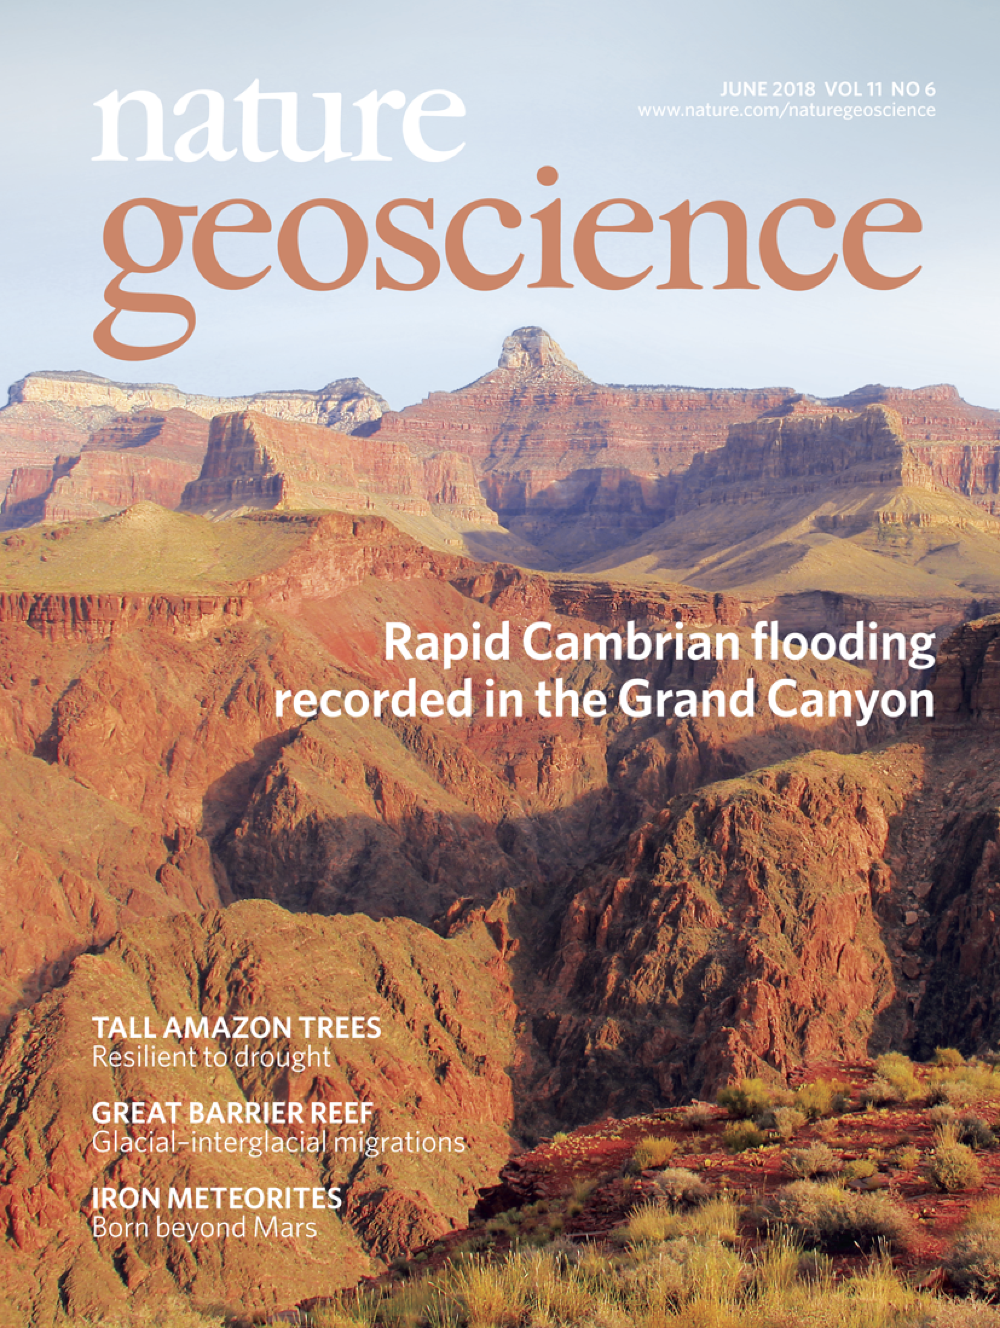 nature
geoscience
JUNE 2018 VOL 11 NO 6
www.nature.com/naturegeoscience
Rapid Cambrian flooding
recorded in the Grand Canyon
TALL AMAZON TREES
Resilient to drought
GREAT BARRIER REEF
Glacial–interglacial migrations
IRON METEORITES
Born beyond Mars